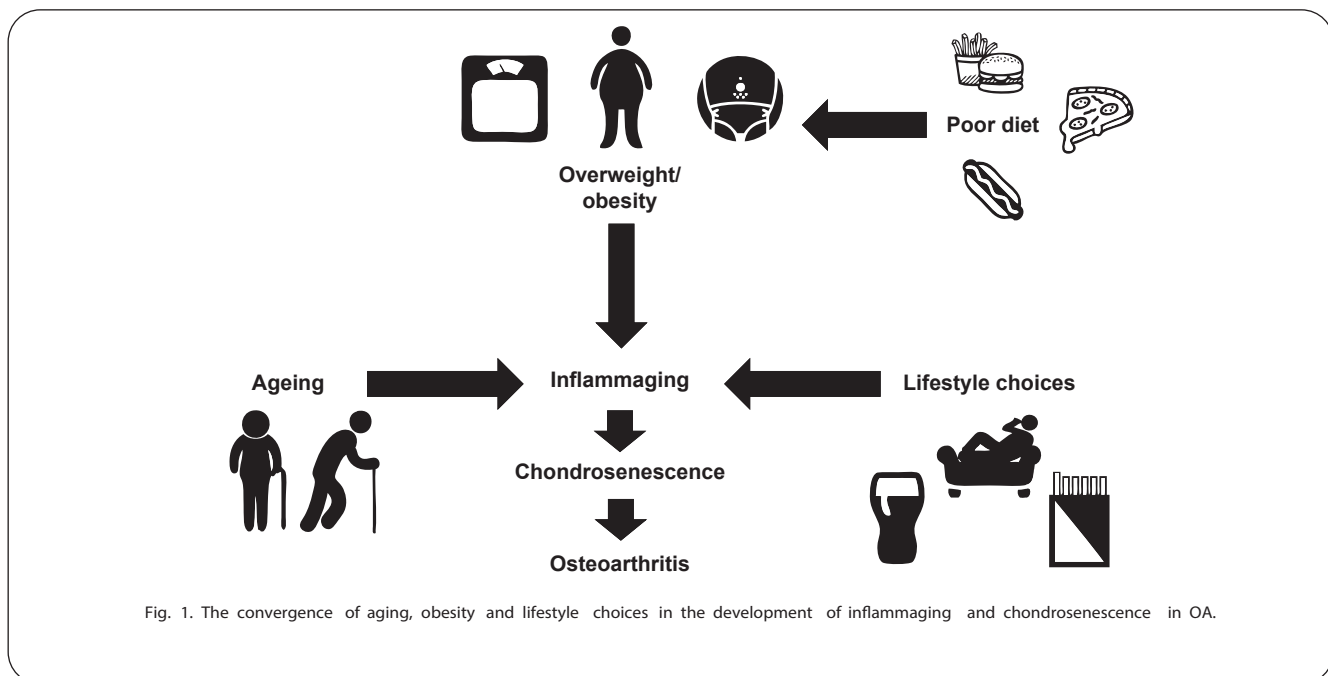 Poor diet
Overweight/
obesity
Ageing
Inflammaging
Lifestyle choices
Chondrosenescence
Osteoarthritis
Fig. 1. The convergence of aging, obesity and lifestyle choices in the development of inflammaging and chondrosenescence in OA.